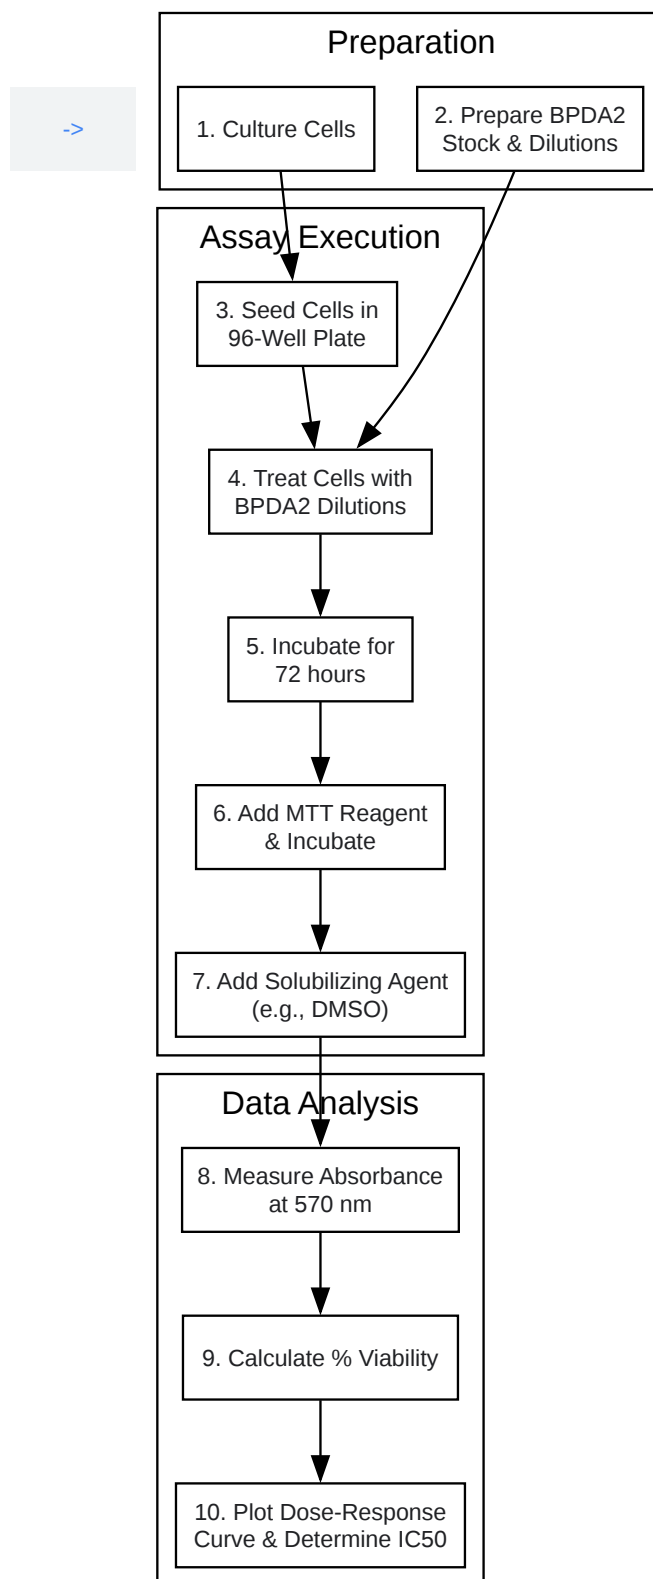 Preparation
->
1. Culture Cells
2. Prepare BPDA2
Stock & Dilutions
Assay Execution
3. Seed Cells in
96-Well Plate
4. Treat Cells with
BPDA2 Dilutions
5. Incubate for
72 hours
6. Add MTT Reagent
& Incubate
7. Add Solubilizing Agent
(e.g., DMSO)
Data Analysis
8. Measure Absorbance
at 570 nm
9. Calculate % Viability
10. Plot Dose-Response
Curve & Determine IC50